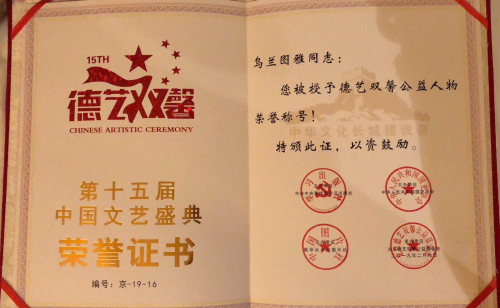 15TH
德艺双馨
CHINESE ARTISTIC CEREMONY
第十五届
中国文艺盛典
荣誉证书
编号：京-19-16
乌兰图雅同志：
您被授予德艺双馨公益人物
荣誉称号！
特颁此证，以资鼓励。